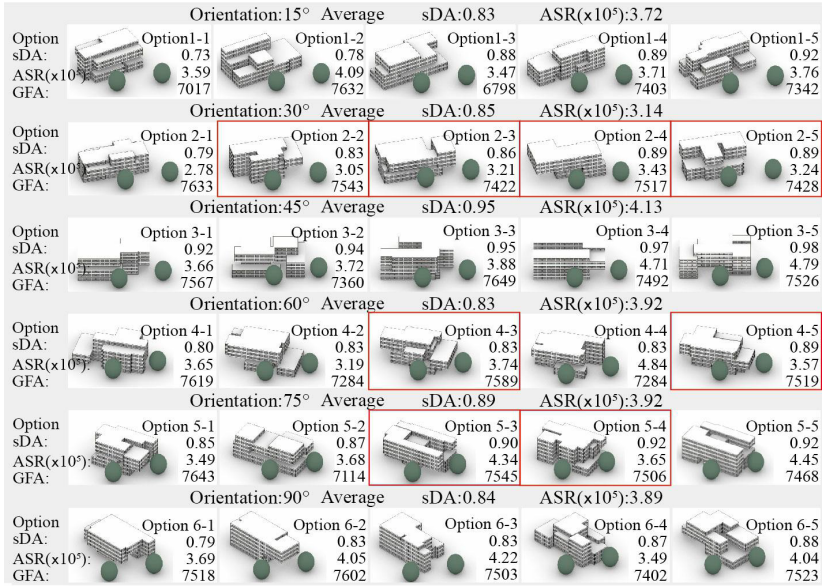 Orientation:15° Average sDA:0.83 ASR(x10⁵):3.72
Option Option1-1 Option1-2 Option1-3 Option1-4 Option1-5
sDA: 0.73 0.78 0.88 0.89 0.92
ASR(x10⁵): 3.59 4.09 3.47 3.71 3.76
GFA: 7017 7632 6798 7403 7342
Orientation:30° Average sDA:0.85 ASR(x10⁵):3.14
Option Option 2-1 Option 2-2 Option 2-3 Option 2-4 Option 2-5
sDA: 0.79 0.83 0.86 0.89 0.89
ASR(x10⁵): 2.78 3.05 3.21 3.43 3.24
GFA: 7633 7543 7422 7517 7428
Orientation:45° Average sDA:0.95 ASR(x10⁵):4.13
Option Option 3-1 Option 3-2 Option 3-3 Option 3-4 Option 3-5
sDA: 0.92 0.94 0.95 0.97 0.98
ASR(x10⁵): 3.66 3.72 3.88 4.71 4.79
GFA: 7567 7360 7649 7492 7526
Orientation:60° Average sDA:0.83 ASR(x10⁵):3.92
Option Option 4-1 Option 4-2 Option 4-3 Option 4-4 Option 4-5
sDA: 0.80 0.83 0.83 0.83 0.89
ASR(x10⁵): 3.65 3.19 3.74 4.84 3.57
GFA: 7619 7284 7589 7284 7519
Orientation:75° Average sDA:0.89 ASR(x10⁵):3.92
Option Option 5-1 Option 5-2 Option 5-3 Option 5-4 Option 5-5
sDA: 0.85 0.87 0.90 0.92 0.92
ASR(x10⁵): 3.49 3.68 4.34 3.65 4.45
GFA: 7643 7114 7545 7506 7468
Orientation:90° Average sDA:0.84 ASR(x10⁵):3.89
Option Option 6-1 Option 6-2 Option 6-3 Option 6-4 Option 6-5
sDA: 0.79 0.83 0.83 0.87 0.88
ASR(x10⁵): 3.69 4.05 4.22 3.49 4.04
GFA: 7518 7602 7503 7402 7523